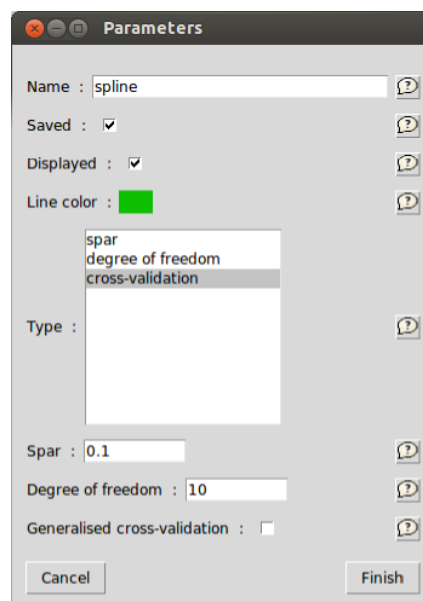 Parameters
Name : spline
Saved :
Displayed :
Line color :
spar
degree of freedom
cross-validation
Type :
Spar : 0.1
Degree of freedom : 10
Generalised cross-validation :
Cancel Finish